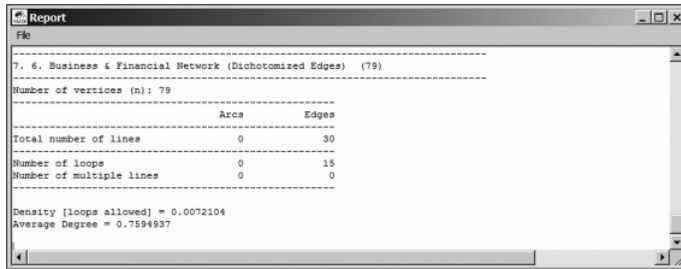 Report
File
7. 6. Business & Financial Network (Dichotomized Edges) (79)
Number of vertices (n): 79
Arcs Edges
Total number of lines 0 30
Number of loops 0 15
Number of multiple lines 0 0
Density [loops allowed] = 0.0072104
Average Degree = 0.7594937